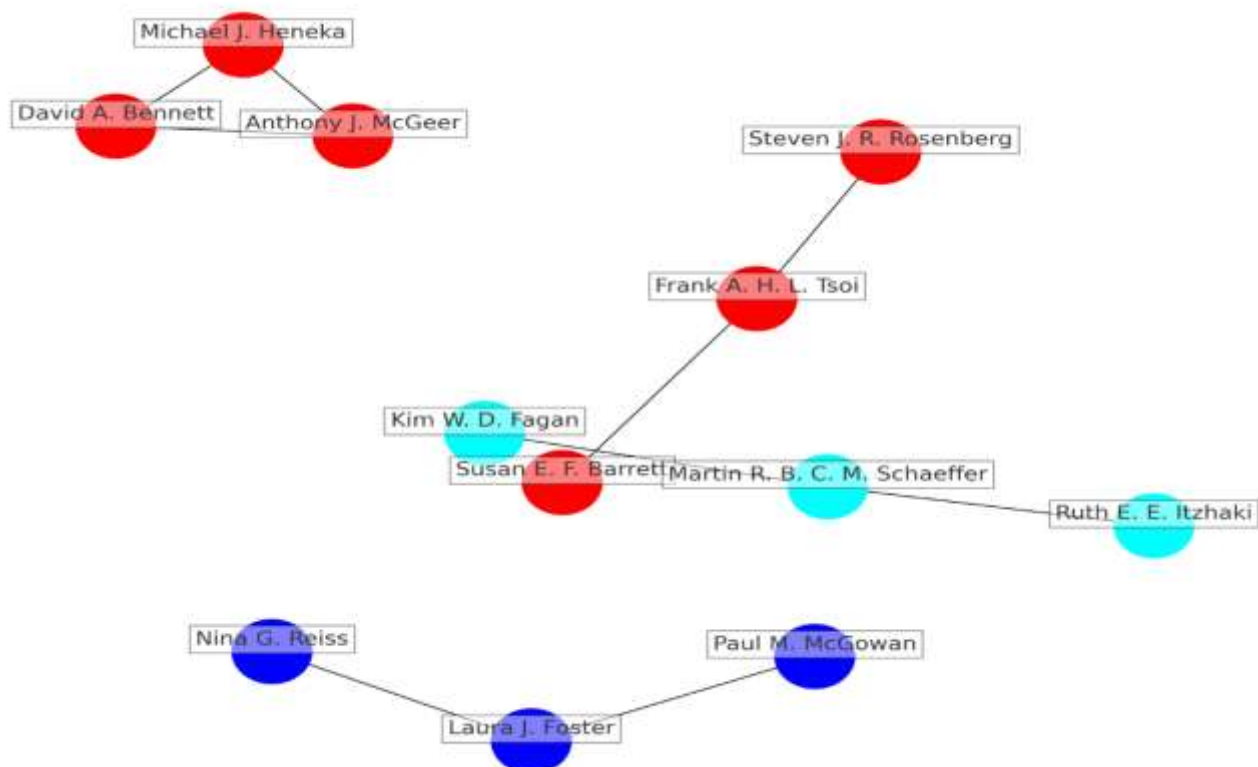 Michael J. Heneka
David A. Bennett
Anthony J. McGeer
Steven J. R. Rosenberg
Frank A. H. L. Tsoi
Kim W. D. Fagan
Susan E. F. Barrett
Martin R. B. C. M. Schaeffer
Ruth E. E. Itzhaki
Nina G. Reiss
Paul M. McGowan
Laura J. Foster